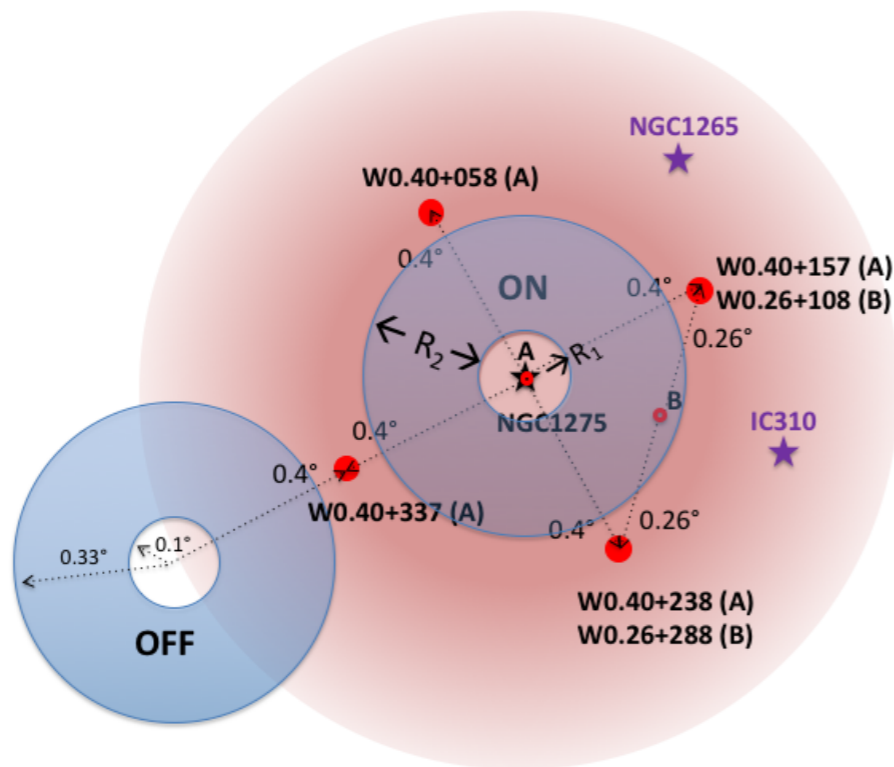 NGC1265
W0.40+058 (A)
0.4°
ON
0.4°
W0.40+157 (A)
W0.26+108 (B)
0.26°
R2
A
R1
B
NGC1275
IC310
0.4°
0.4°
W0.40+337 (A)
0.4°
0.26°
0.33°
0.1°
W0.40+238 (A)
W0.26+288 (B)
OFF